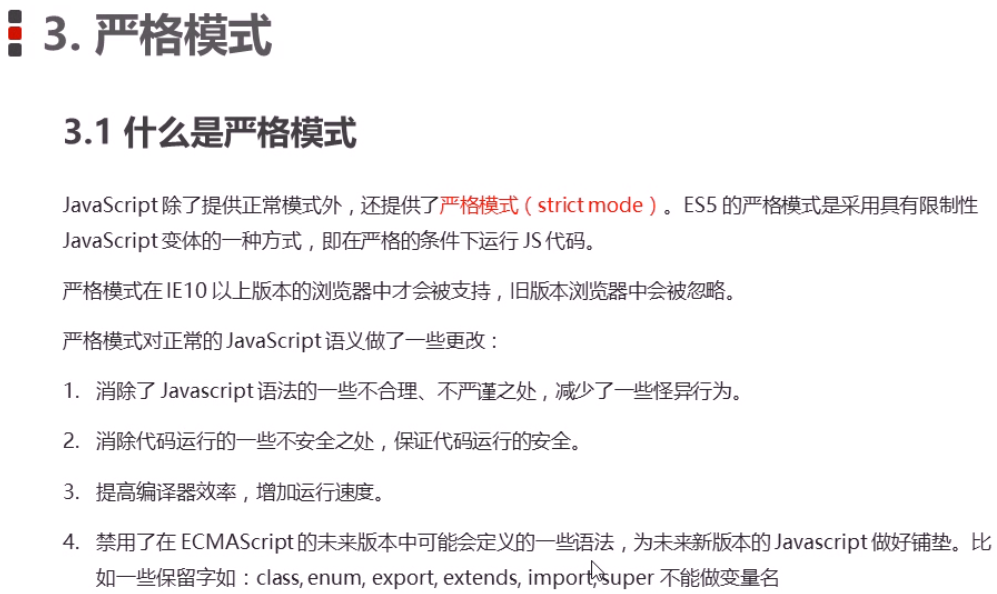 3. 严格模式
3.1 什么是严格模式
JavaScript 除了提供正常模式外，还提供了严格模式（strict mode）。ES5 的严格模式是采用具有限制性
JavaScript 变体的一种方式，即在严格的条件下运行 JS 代码。
严格模式在 IE10 以上版本的浏览器中才会被支持，旧版本浏览器中会被忽略。
严格模式对正常的 JavaScript 语义做了一些更改：
1. 消除了 Javascript 语法的一些不合理、不严谨之处，减少了一些怪异行为。
2. 消除代码运行的一些不安全之处，保证代码运行的安全。
3. 提高编译器效率，增加运行速度。
4. 禁用了在 ECMAScript 的未来版本中可能会定义的一些语法，为未来新版本的 Javascript 做好铺垫。比
如一些保留字如：class, enum, export, extends, import, super 不能做变量名